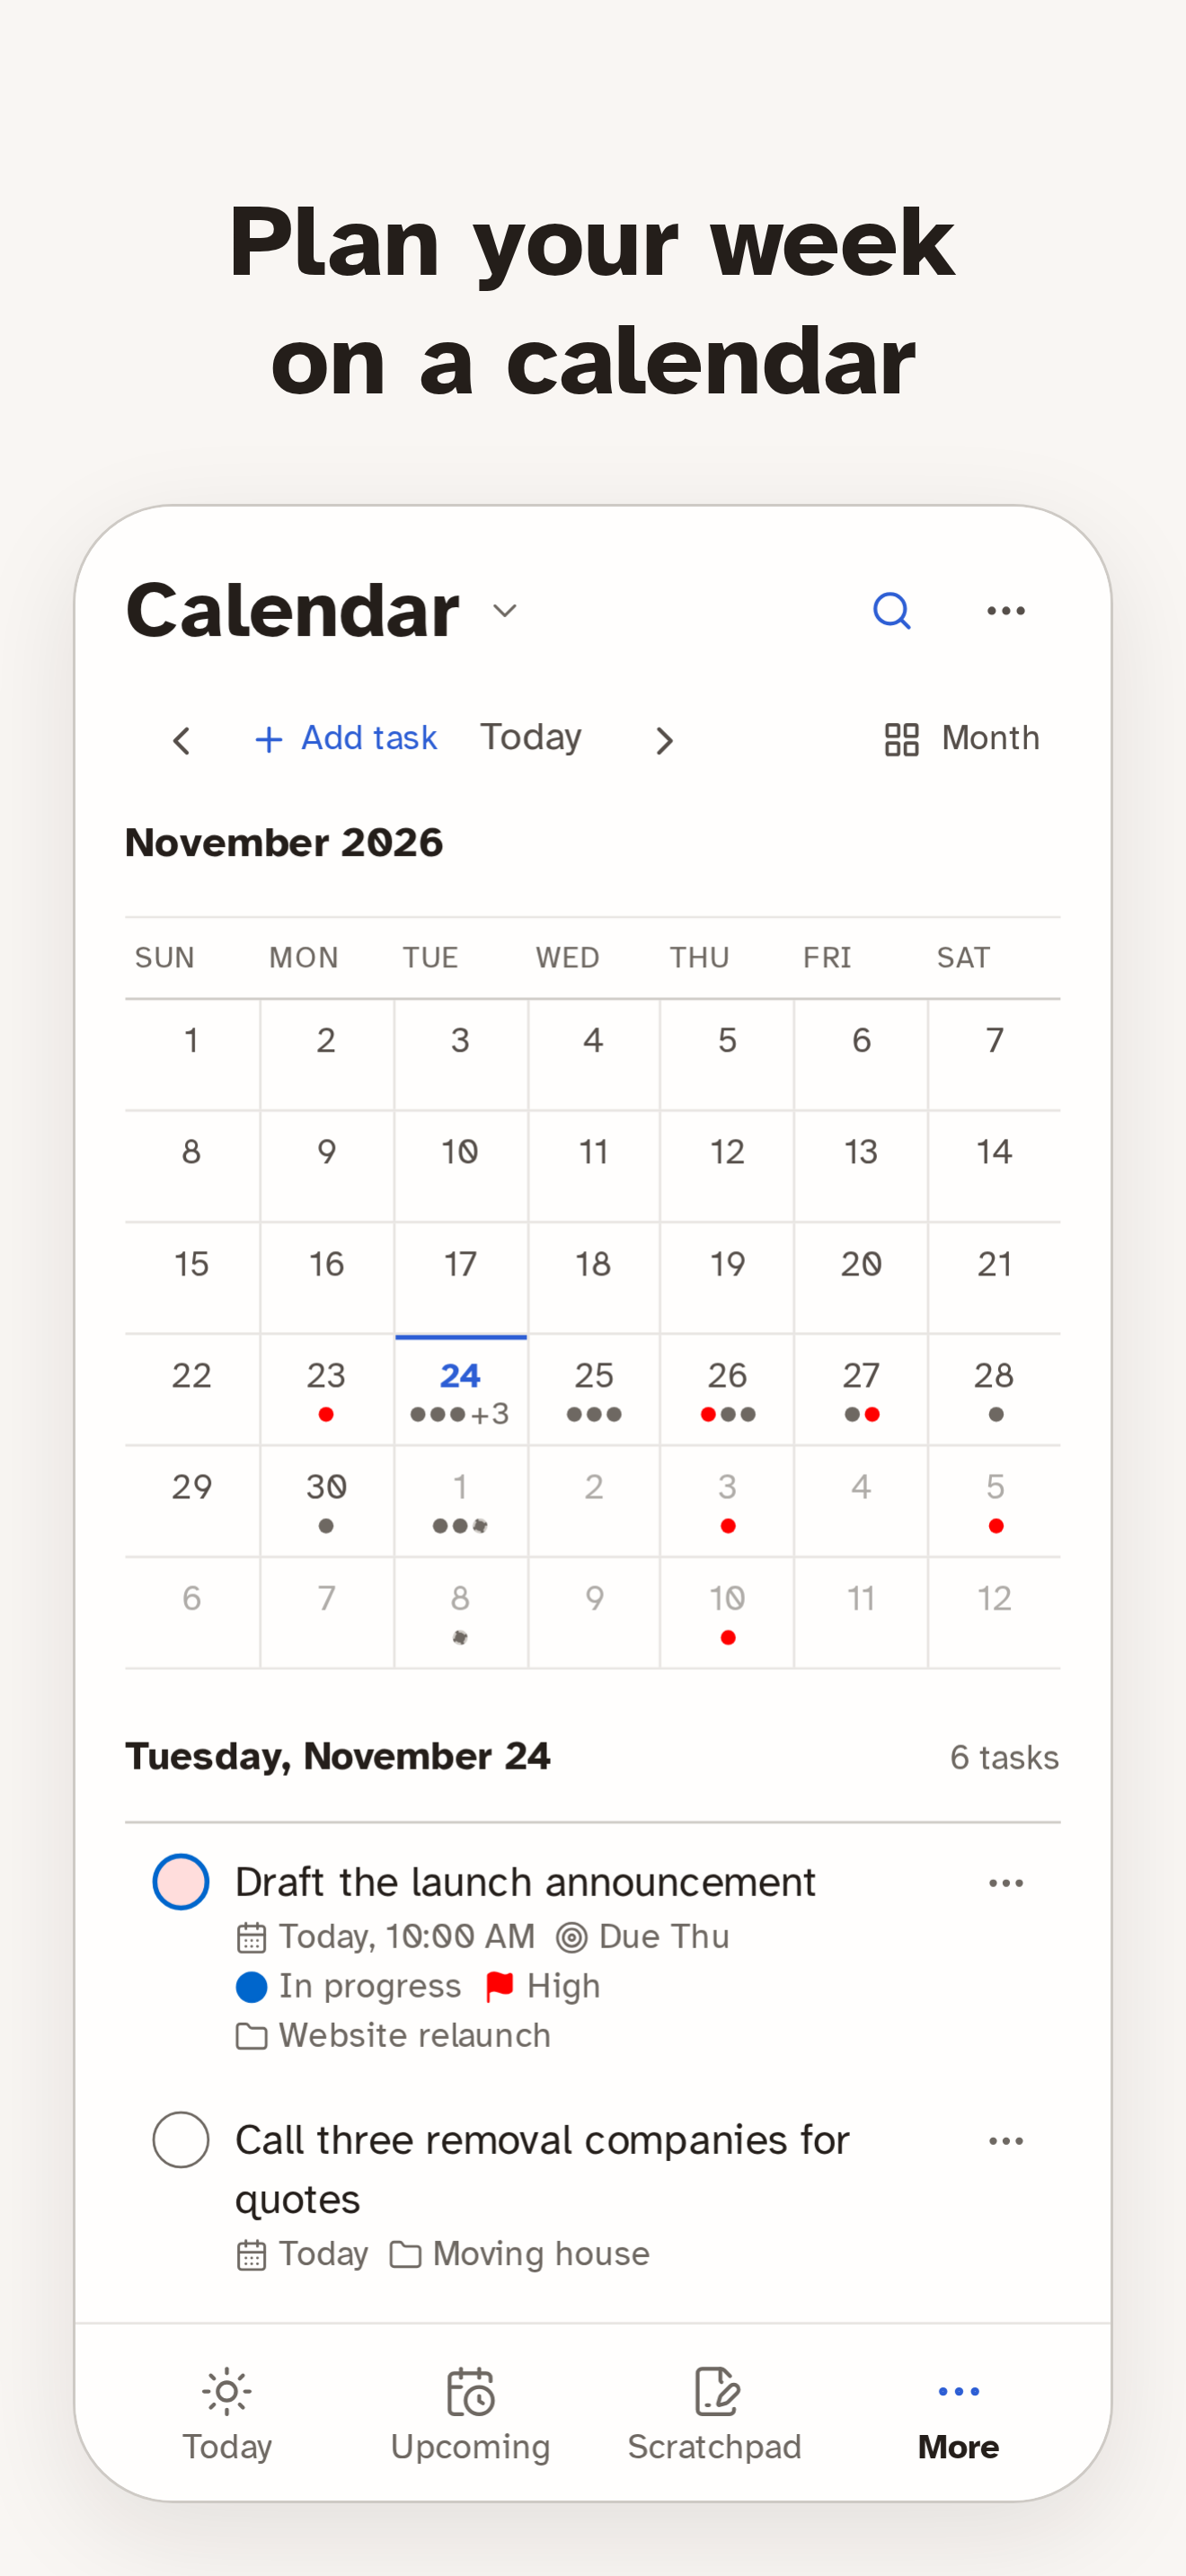 Plan your week
on a calendar
Calendar
Add task Today Month
November 2026
SUN MON TUE WED THU FRI SAT
1 2 3 4 5 6 7
8 9 10 11 12 13 14
15 16 17 18 19 20 21
22 23 24 25 26 27 28
+3
29 30 1 2 3 4 5
6 7 8 9 10 11 12
Tuesday, November 24 6 tasks
Draft the launch announcement
Today, 10:00 AM Due Thu
In progress High
Website relaunch
Call three removal companies for
quotes
Today Moving house
Today Upcoming Scratchpad More